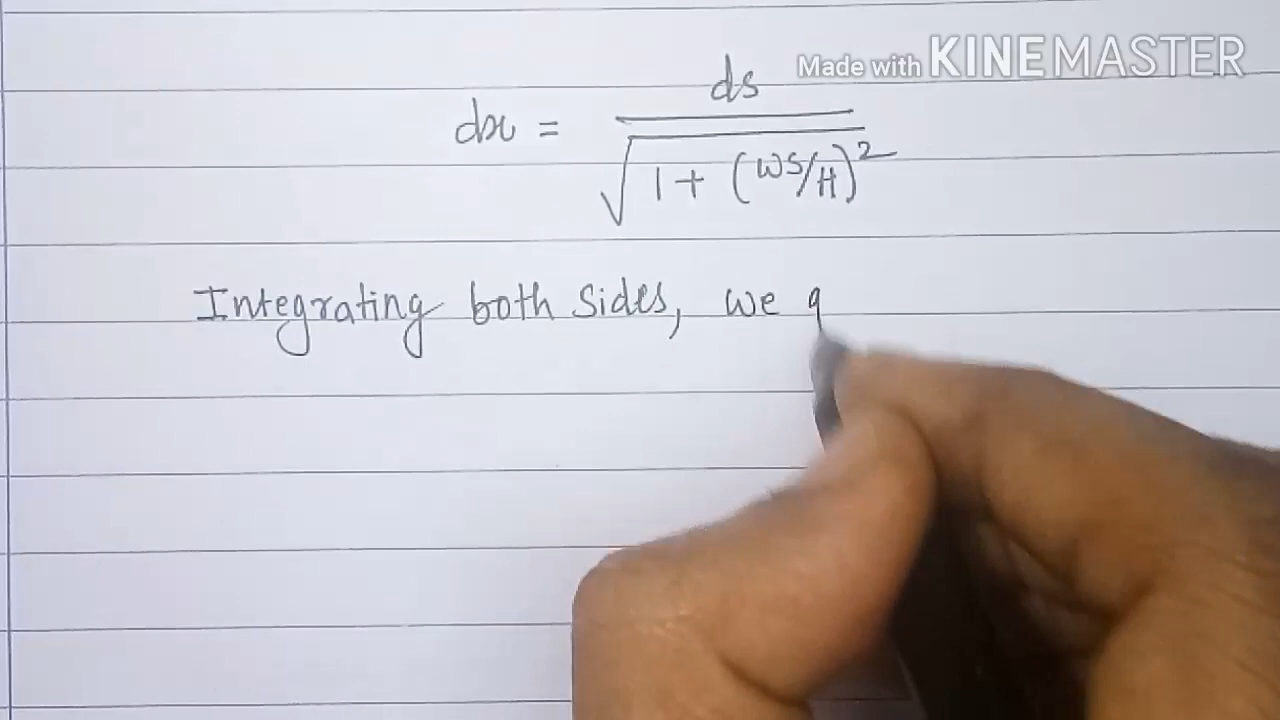 Made with KINEMASTER
dx = ds / √(1 + (WS/H)²)
Integrating both sides, we g